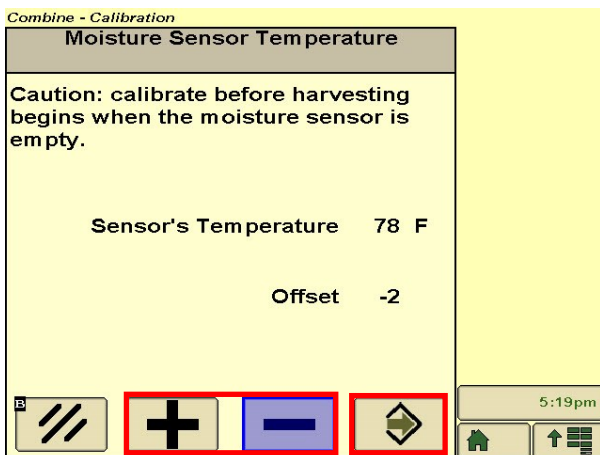 Combine - Calibration
Moisture Sensor Temperature
Caution: calibrate before harvesting
begins when the moisture sensor is
empty.
Sensor's Temperature 78 F
Offset -2
B
5:19pm